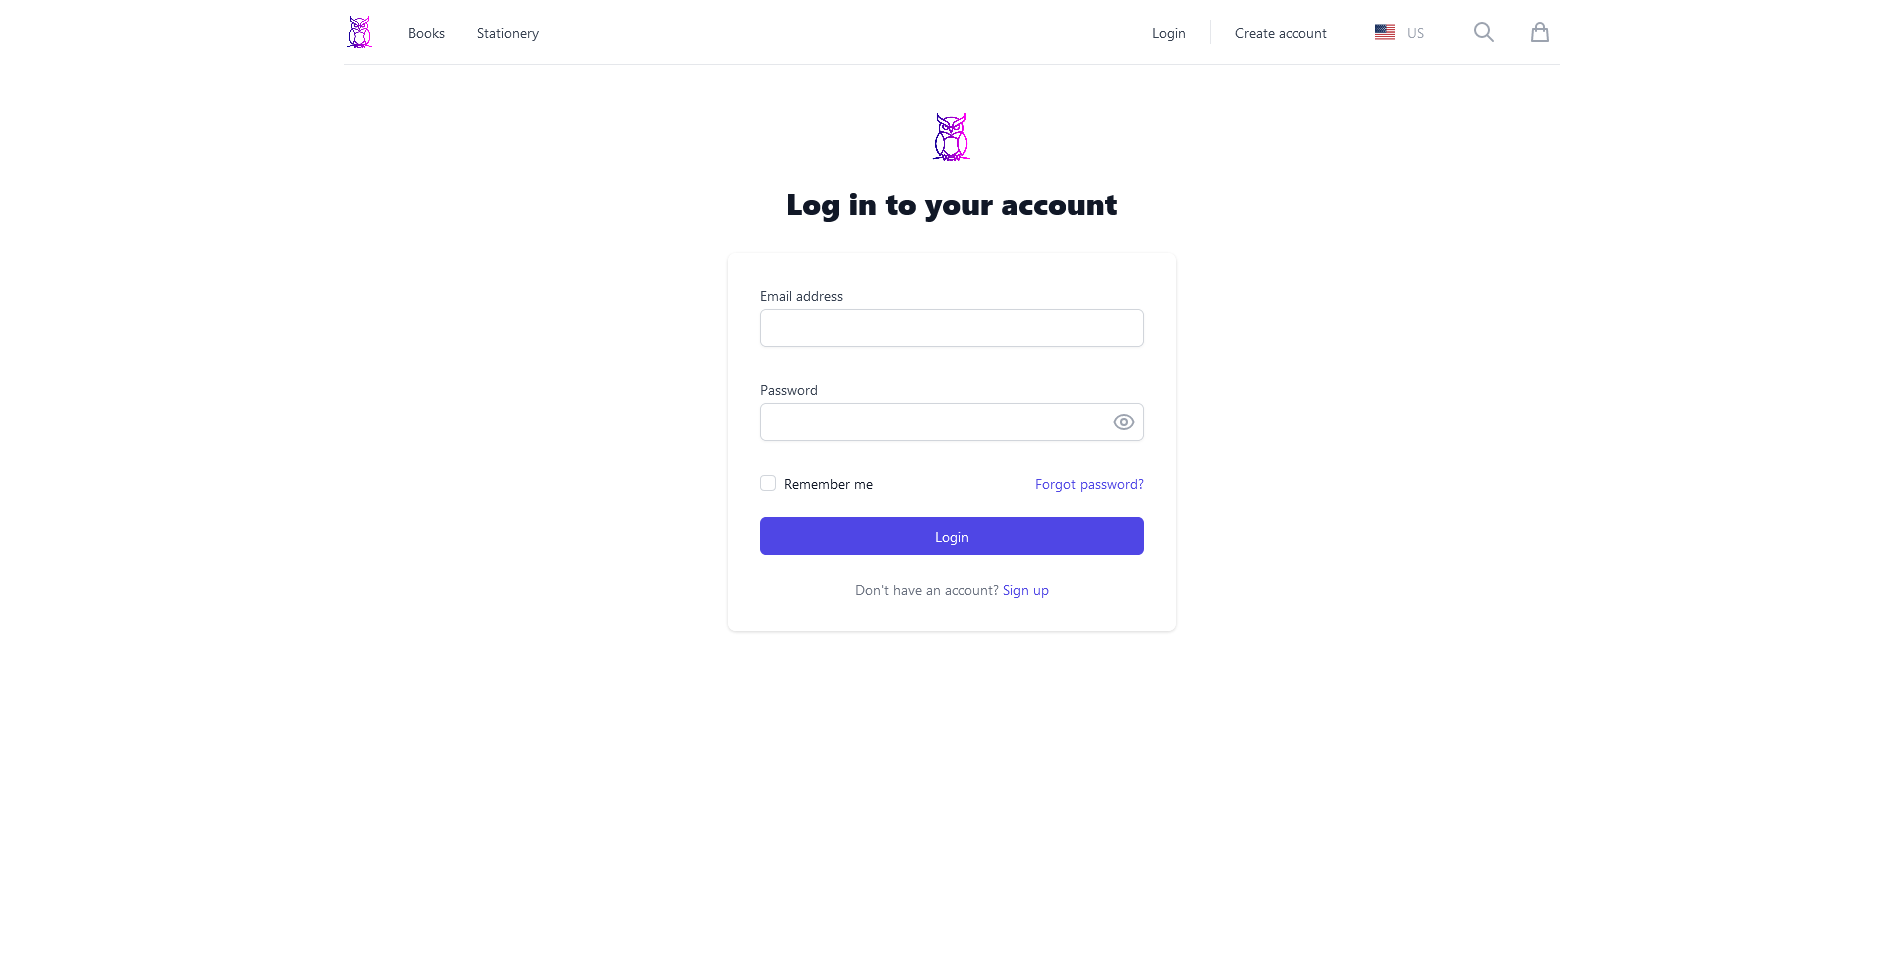 Books Stationery Login Create account US
Log in to your account
Email address
Password
Remember me Forgot password?
Login
Don't have an account? Sign up